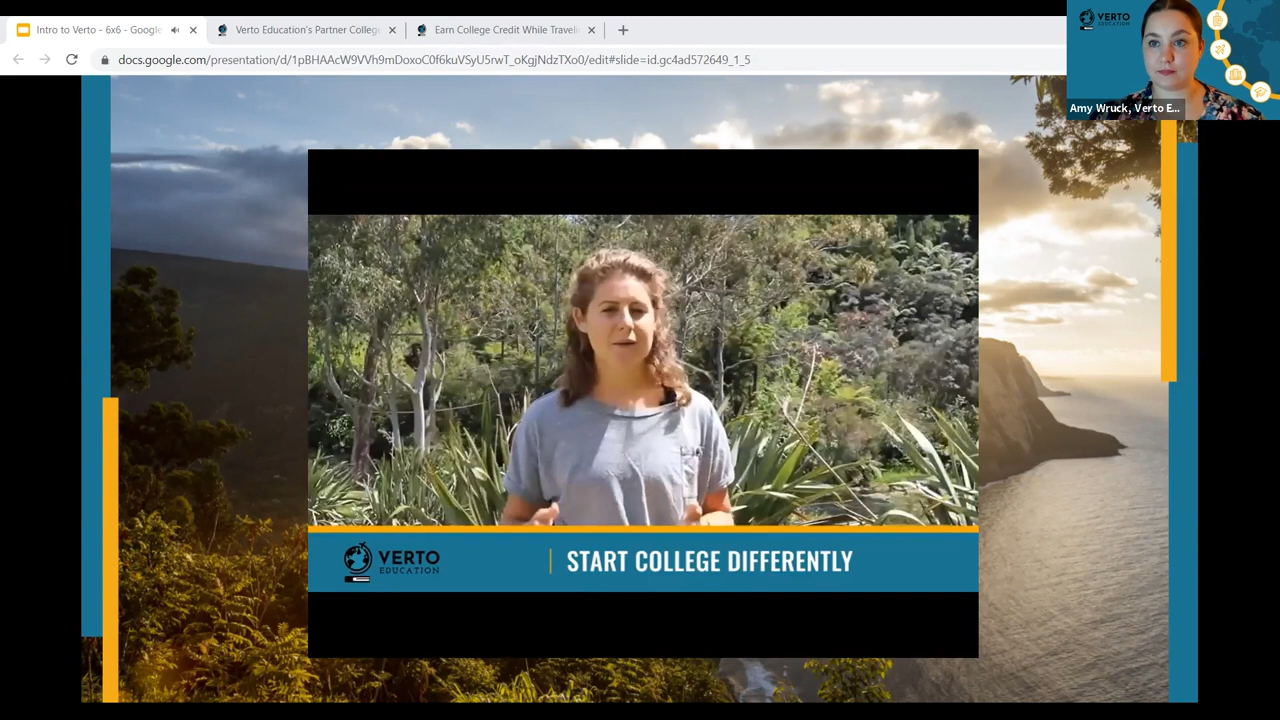 Intro to Verto - 6x6 - Google
Verto Education's Partner Colleg
Earn College Credit While Traveli
docs.google.com/presentation/d/1pBHAAcW9VVh9mDoxoC0f6kuVSyU5rwT_oKgjNdzTXo0/edit#slide=id.gc4ad572649_1_5
VERTO
EDUCATION
Amy Wruck, Verto E...
VERTO
EDUCATION
START COLLEGE DIFFERENTLY